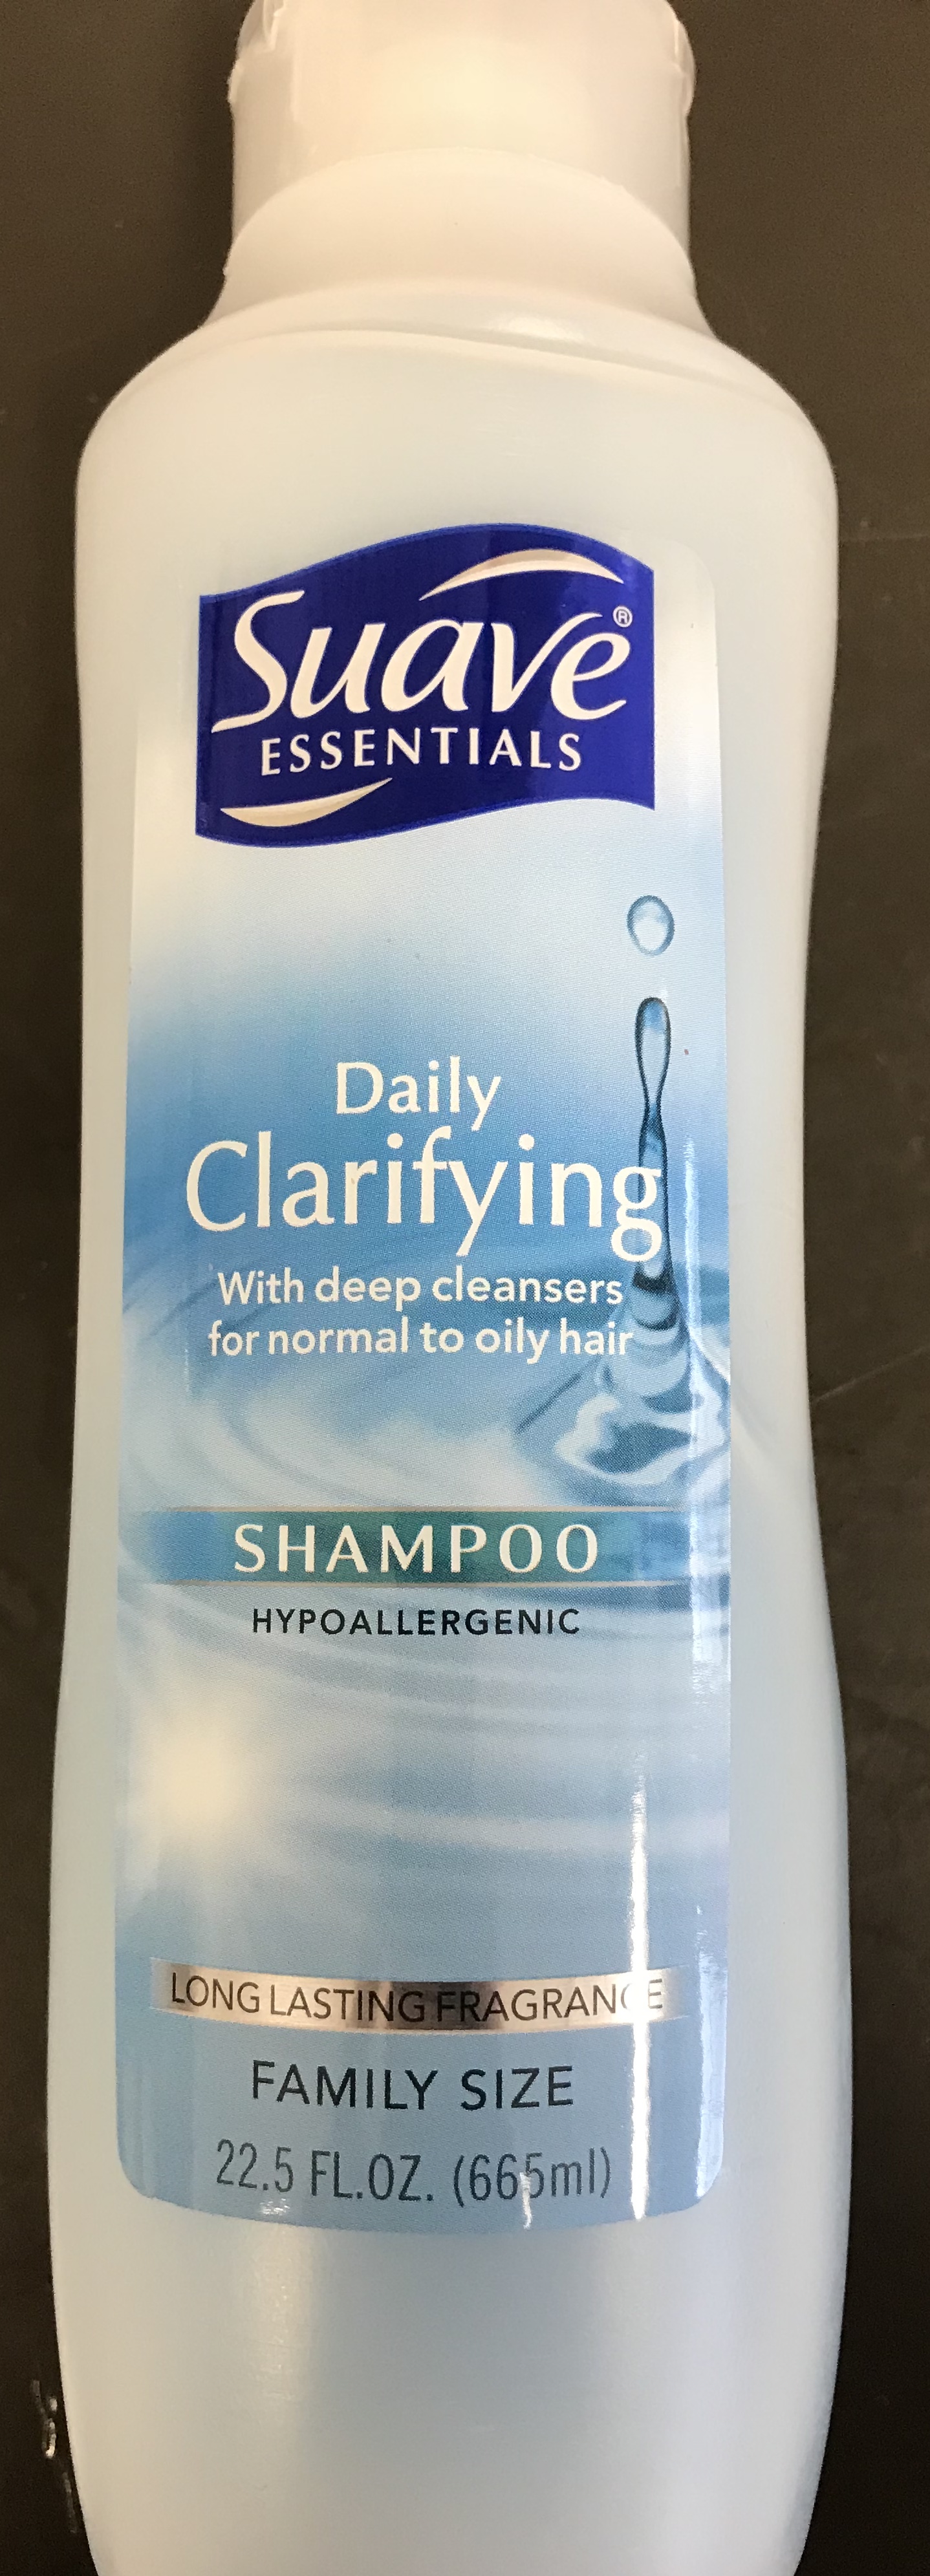 Suave®
ESSENTIALS
Daily
Clarifying
With deep cleansers
for normal to oily hair
SHAMPOO
HYPOALLERGENIC
LONG LASTING FRAGRANCE
FAMILY SIZE
22.5 FL.OZ. (665ml)